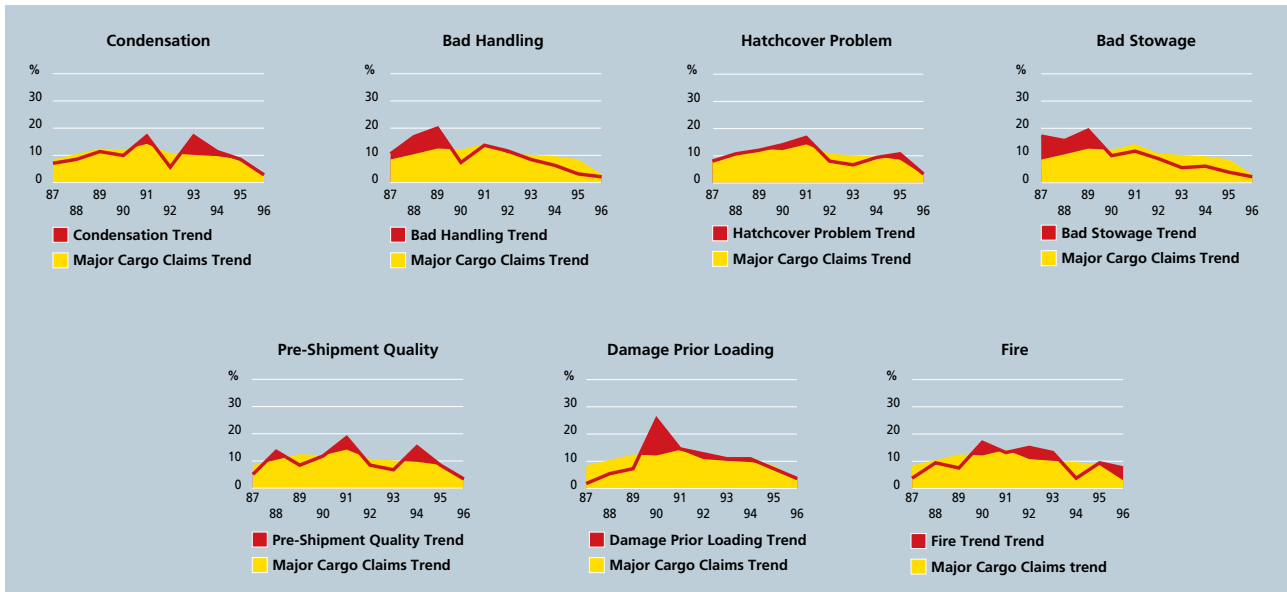 Condensation
%
30
20
10
0
87 89 91 93 95
88 90 92 94 96
Condensation Trend
Major Cargo Claims Trend
Bad Handling
%
30
20
10
0
87 89 91 93 95
88 90 92 94 96
Bad Handling Trend
Major Cargo Claims Trend
Hatchcover Problem
%
30
20
10
0
87 89 91 93 95
88 90 92 94 96
Hatchcover Problem Trend
Major Cargo Claims Trend
Bad Stowage
%
30
20
10
0
87 89 91 93 95
88 90 92 94 96
Bad Stowage Trend
Major Cargo Claims Trend
Pre-Shipment Quality
%
30
20
10
0
87 89 91 93 95
88 90 92 94 96
Pre-Shipment Quality Trend
Major Cargo Claims Trend
Damage Prior Loading
%
30
20
10
0
87 89 91 93 95
88 90 92 94 96
Damage Prior Loading Trend
Major Cargo Claims Trend
Fire
%
30
20
10
0
87 89 91 93 95
88 90 92 94 96
Fire Trend Trend
Major Cargo Claims trend